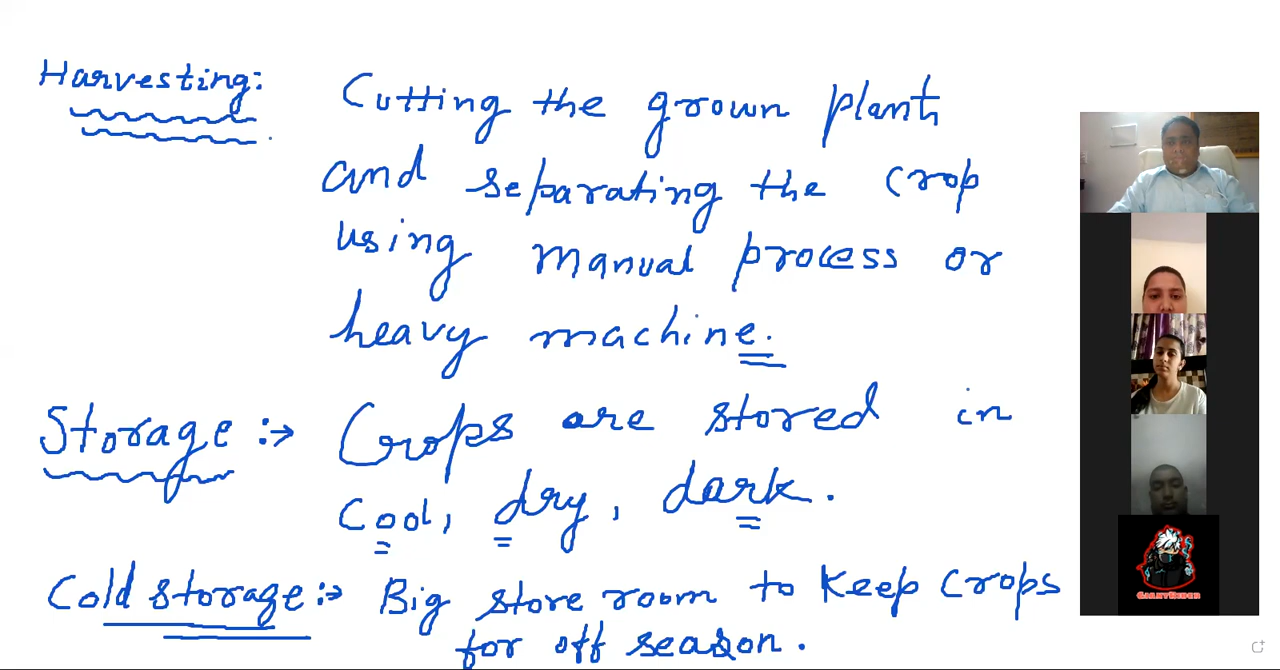 Harvesting: Cutting the grown plant
and separating the crop
using manual process or
heavy machine.
Storage :→ Crops are stored in
Cool, dry, dark.
Cold storage :→ Big store room to keep crops
for off season.
GalaxyRider